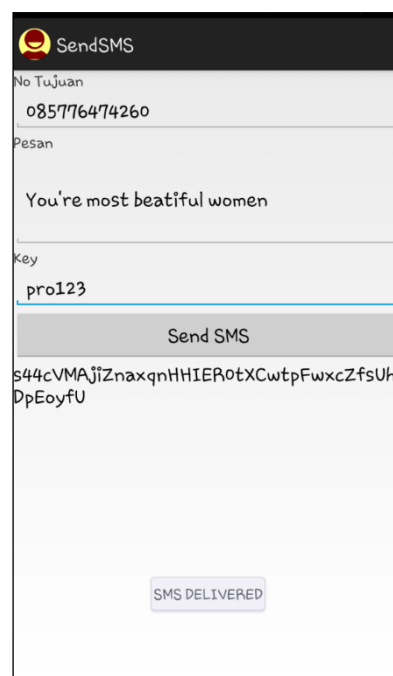 SendSMS
No Tujuan
085776474260
Pesan
You're most beatiful women
Key
pro123
Send SMS
s44cVMAjiZnaxqnHHIER0tXCwtpFwxcZfsUh
DpEoyfU
SMS DELIVERED